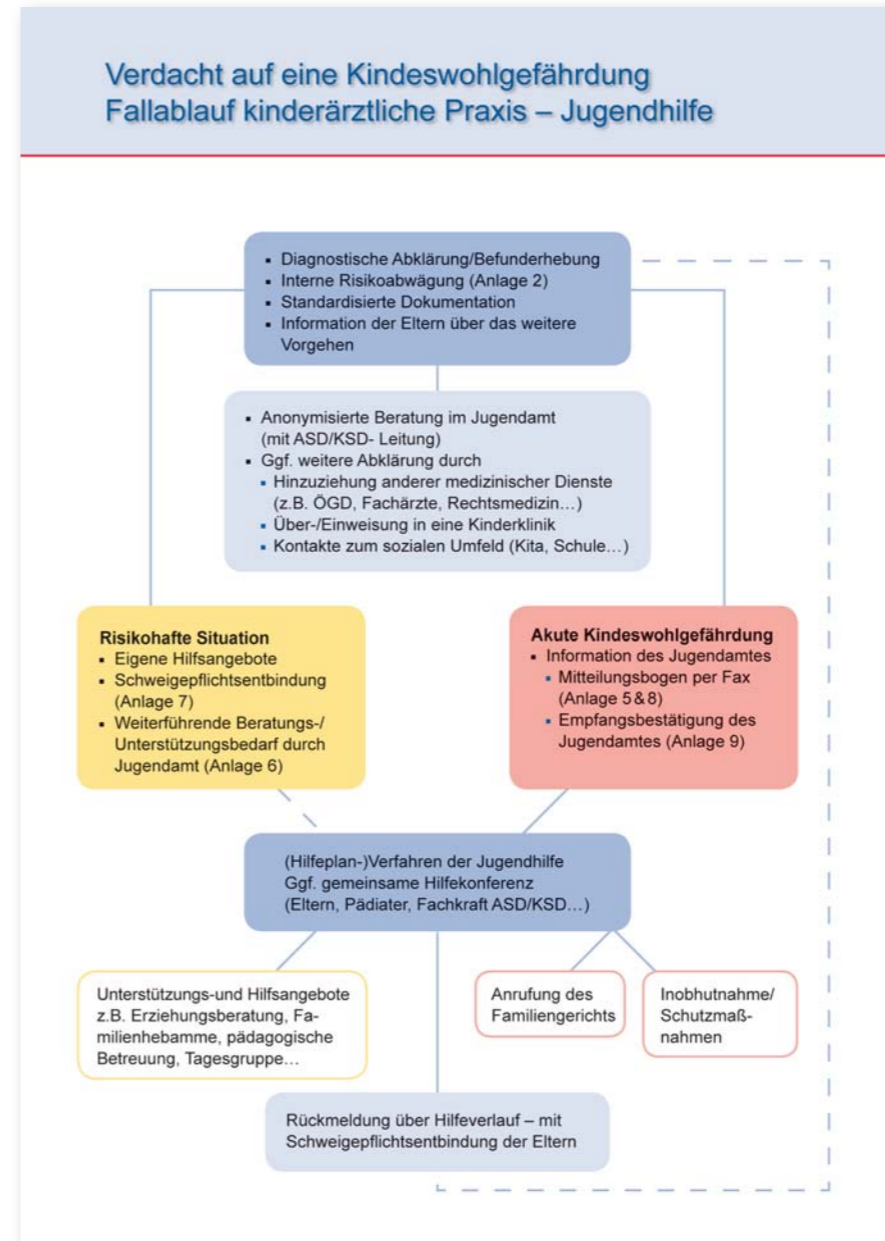 Verdacht auf eine Kindeswohlgefährdung
Fallablauf kinderärztliche Praxis – Jugendhilfe
▪ Diagnostische Abklärung/Befunderhebung
▪ Interne Risikoabwägung (Anlage 2)
▪ Standardisierte Dokumentation
▪ Information der Eltern über das weitere
Vorgehen
▪ Anonymisierte Beratung im Jugendamt
(mit ASD/KSD- Leitung)
▪ Ggf. weitere Abklärung durch
▪ Hinzuziehung anderer medizinischer Dienste
(z.B. ÖGD, Fachärzte, Rechtsmedizin…)
▪ Über-/Einweisung in eine Kinderklinik
▪ Kontakte zum sozialen Umfeld (Kita, Schule…)
Risikohafte Situation
▪ Eigene Hilfsangebote
▪ Schweigepflichtsentbindung
(Anlage 7)
▪ Weiterführende Beratungs-/
Unterstützungsbedarf durch
Jugendamt (Anlage 6)
Akute Kindeswohlgefährdung
▪ Information des Jugendamtes
▪ Mitteilungsbogen per Fax
(Anlage 5 & 8)
▪ Empfangsbestätigung des
Jugendamtes (Anlage 9)
(Hilfeplan-)Verfahren der Jugendhilfe
Ggf. gemeinsame Hilfekonferenz
(Eltern, Pädiater, Fachkraft ASD/KSD…)
Unterstützungs-und Hilfsangebote
z.B. Erziehungsberatung, Fa-
milienhebamme, pädagogische
Betreuung, Tagesgruppe…
Anrufung des
Familiengerichts
Inobhutnahme/
Schutzmaß-
nahmen
Rückmeldung über Hilfeverlauf – mit
Schweigepflichtsentbindung der Eltern